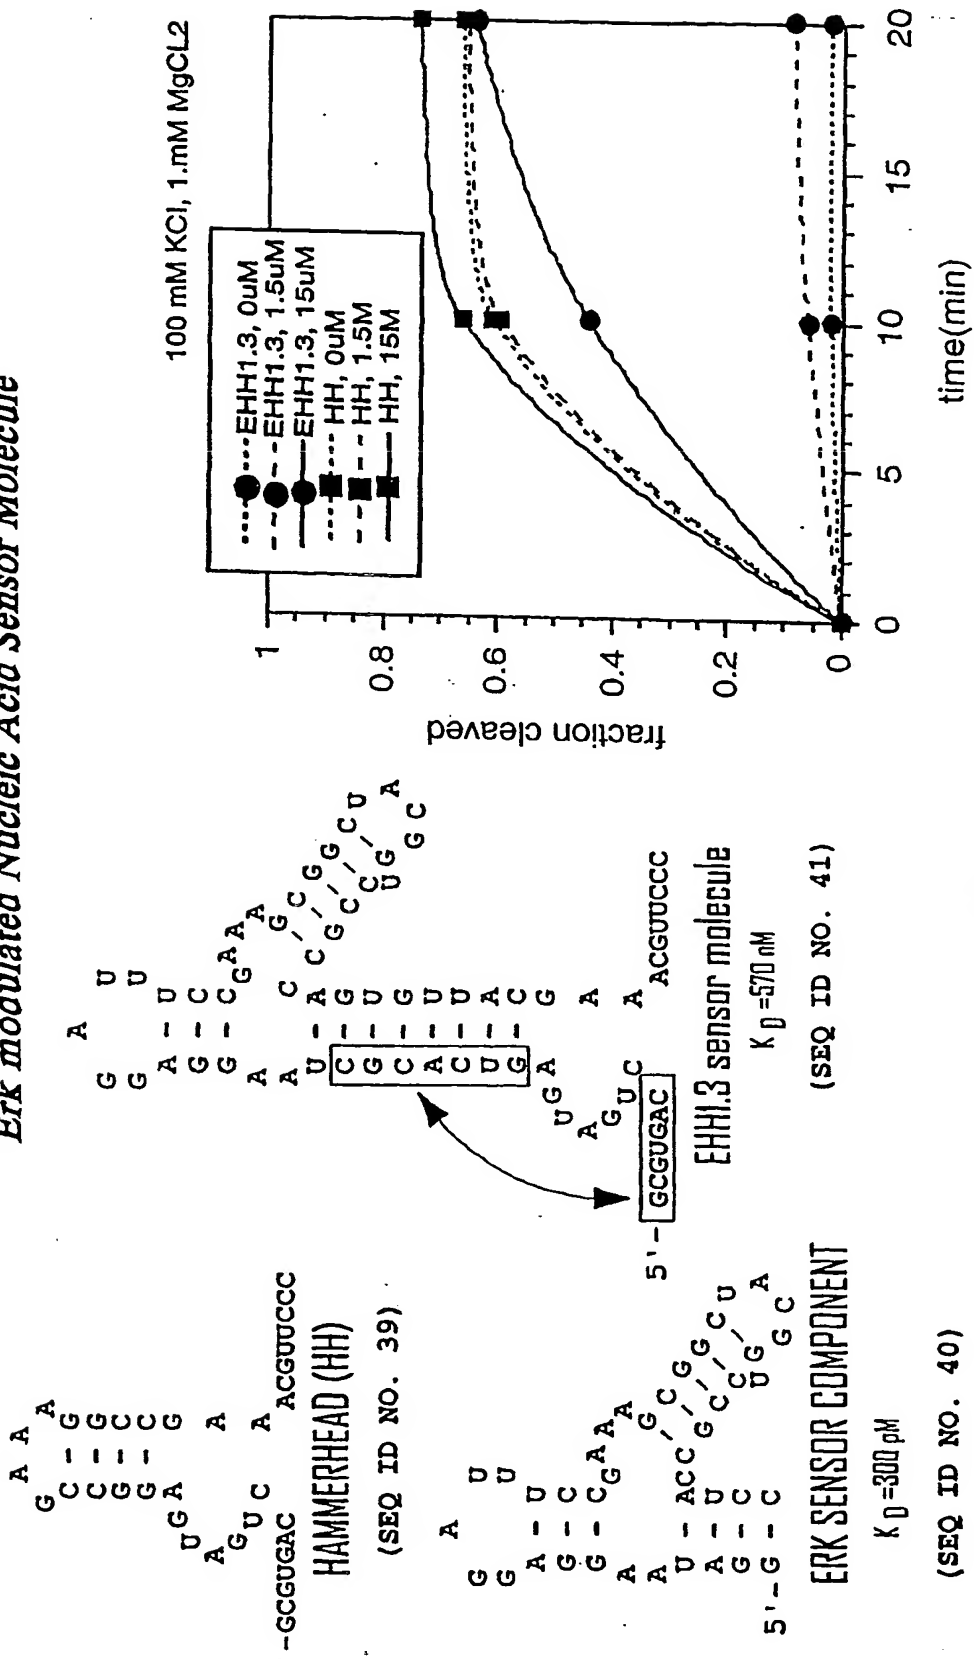 Erk modulated Nucleic Acid Sensor Molecule
G A A A
C - G
C - G
G - C
G - C
A G
G
U A
A
G U C A
-GCGUGAC ACGUUCCC
HAMMERHEAD (HH)
(SEQ ID NO. 39)
A
G U
G U
A - U
G - C
G - C G A A A
A
A
U - ACC
A - U
G - C
5'-G - C
G C G G C U
A
G C C U G G C
ERK SENSOR COMPONENT
K D = 300 pM
(SEQ ID NO. 40)
A
G U
G U
A - U
G - C
G - C G A A A
A
A C
U - A
C - G
G - U
C - G
A - U
C - U
U - A
G - C
A G
G
U A
A
G U C A
5'-GCGUGAC ACGUUCCC
G C G G C U
A
C G C C U G G C
EHH1.3 sensor molecule
K D = 570 nM
(SEQ ID NO. 41)
100 mM KCl, 1.mM MgCL2
EHH1.3, 0uM
EHH1.3, 1.5uM
EHH1.3, 15uM
HH, 0uM
HH, 1.5M
HH, 15M
fraction cleaved
1
0.8
0.6
0.4
0.2
0
0 5 10 15 20
time(min)